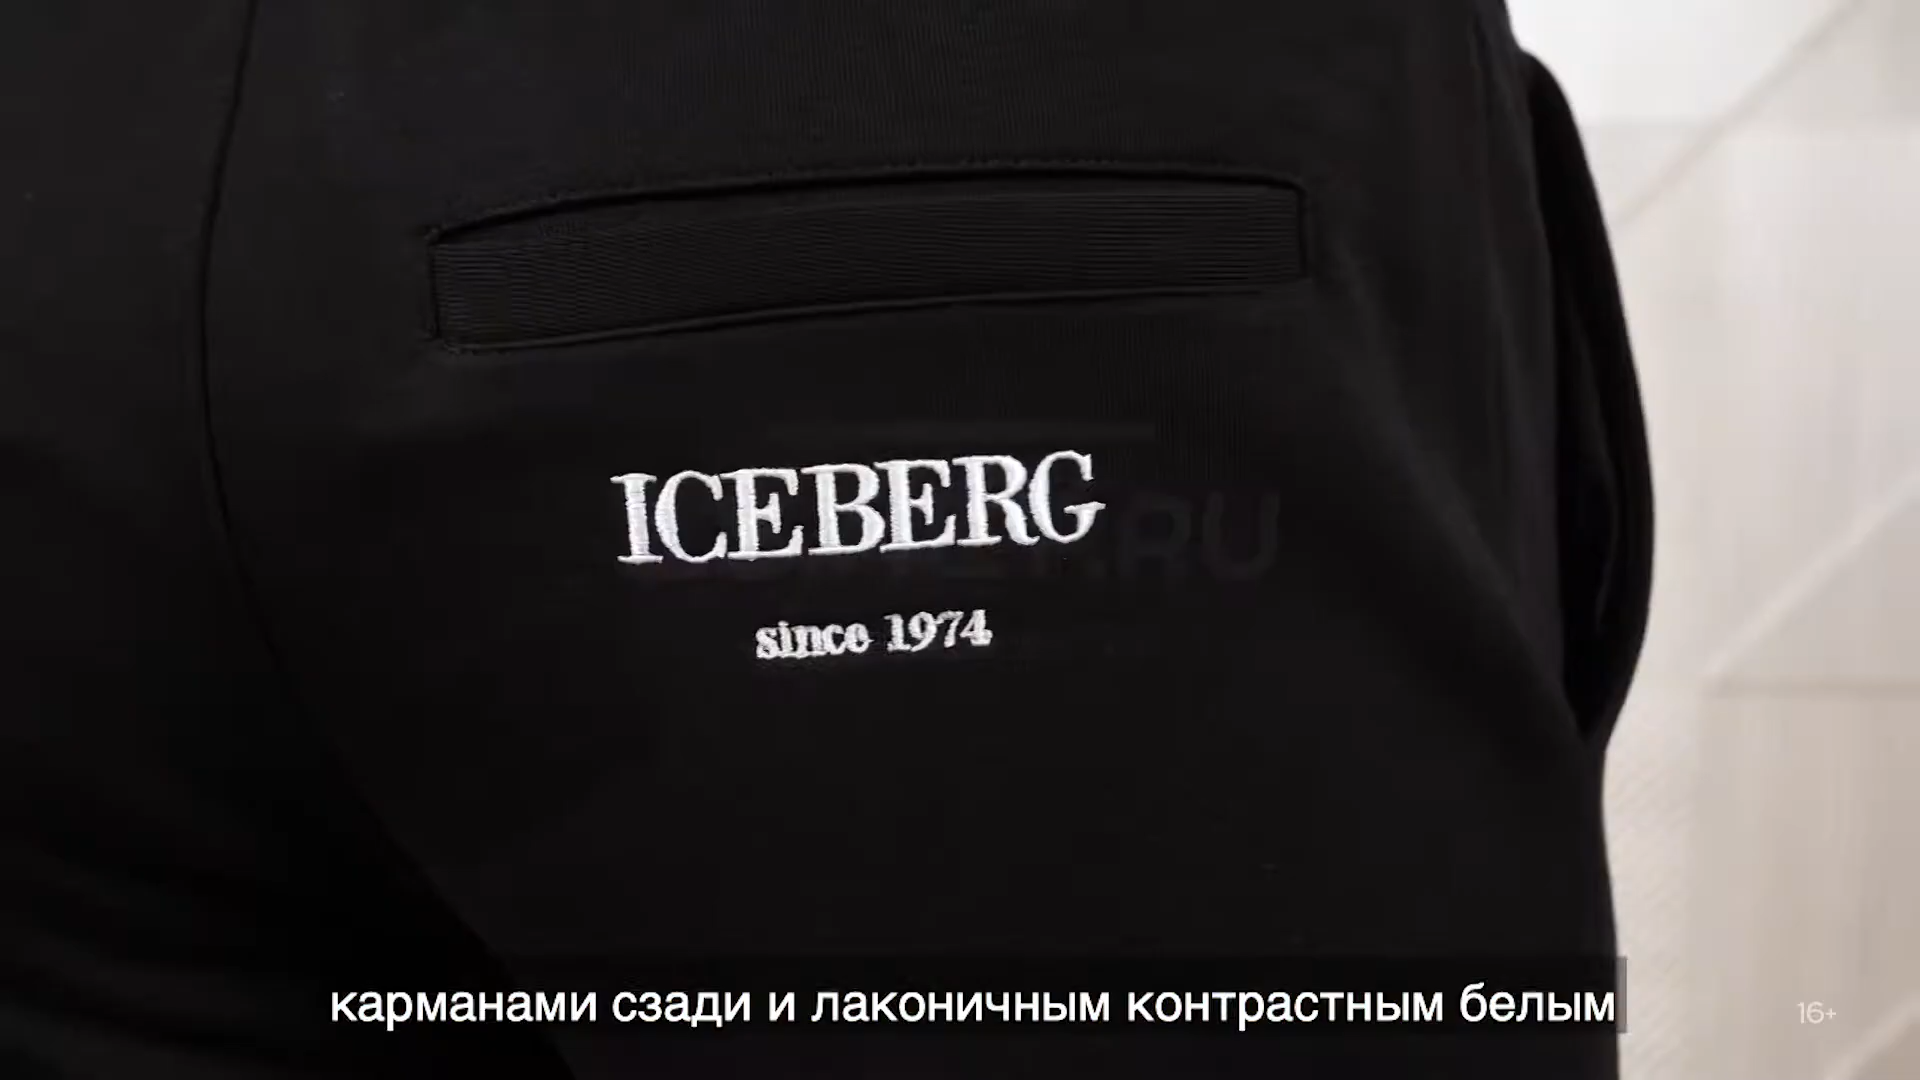 ICEBERG
since 1974
карманами сзади и лаконичным контрастным белым
16+